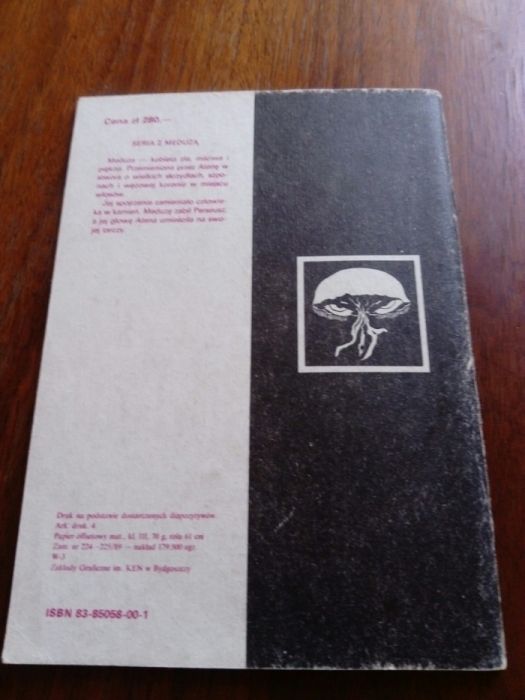 Cena zł 280,—
SERIA Z MEDUZĄ
Meduza — kobieta zła, mściwa i
piękna. Przemieniona przez Atenę w
o wielkich skrzydłach, szpo-
nach i wężowej koronie w miejscu
włosów.
Jej spojrzenie zamieniało człowie-
ka w kamień. Meduzę zabił Perseusz,
a jej głowę Atena umieściła na swo-
jej tarczy.
Druk na podstawie dostarczonych diapozytywów.
Ark. druk. 4
Papier offsetowy mat., kl. III, 70 g, rola 61 cm
Zam. nr 224—225/89 — nakład 179.500 egz.
W-3
Zakłady Graficzne im. KEN w Bydgoszczy
ISBN 83-85058-00-1